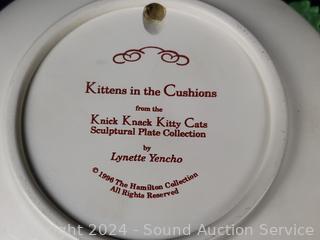 Kittens in the Cushions
from the
Knick Knack Kitty Cats
Sculptural Plate Collection
by
Lynette Yencho
© 1996 The Hamilton Collection
All Rights Reserved
Copyright 2024 - Sound Auction Service